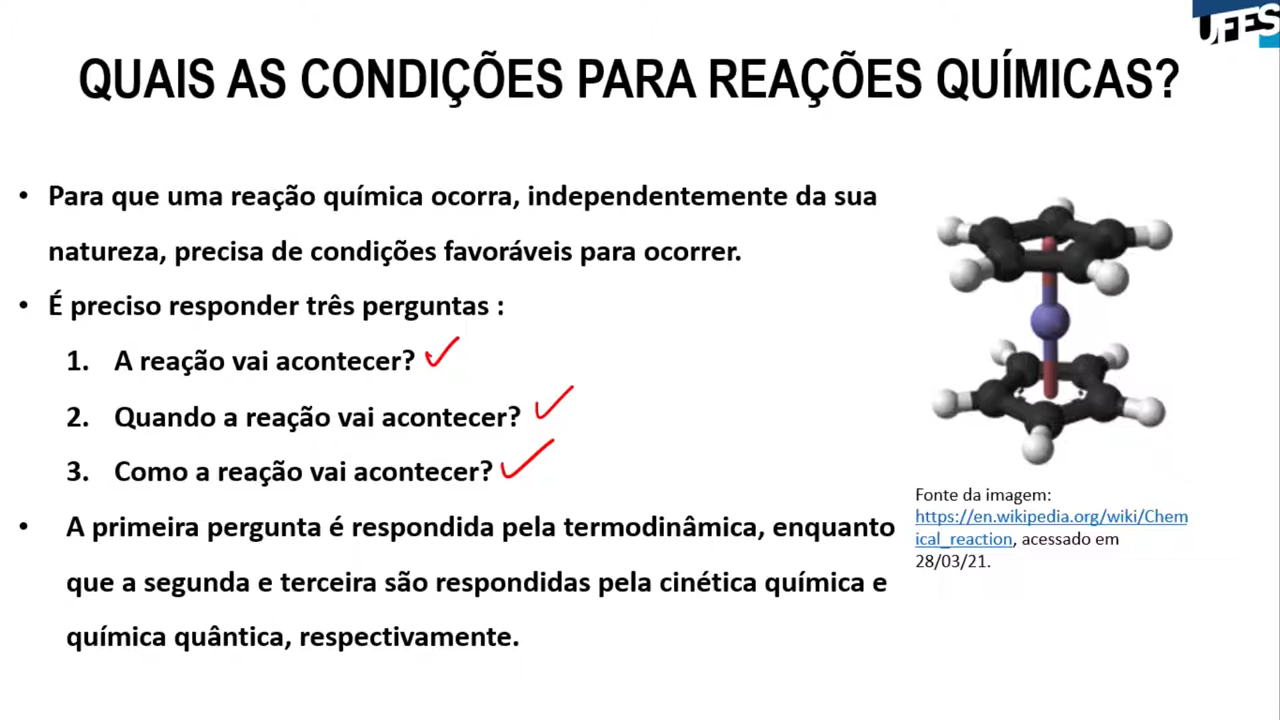 UFES
QUAIS AS CONDIÇÕES PARA REAÇÕES QUÍMICAS?
• Para que uma reação química ocorra, independentemente da sua
natureza, precisa de condições favoráveis para ocorrer.
• É preciso responder três perguntas :
1. A reação vai acontecer?
2. Quando a reação vai acontecer?
3. Como a reação vai acontecer?
• A primeira pergunta é respondida pela termodinâmica, enquanto
que a segunda e terceira são respondidas pela cinética química e
química quântica, respectivamente.
Fonte da imagem:
https://en.wikipedia.org/wiki/Chem
ical_reaction, acessado em
28/03/21.